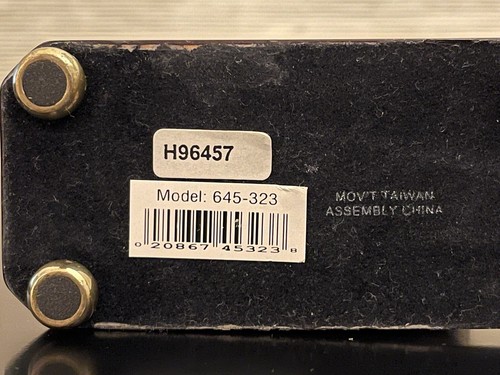 H96457
Model: 645-323
0 20867 45323 8
MOV'T TAIWAN
ASSEMBLY CHINA